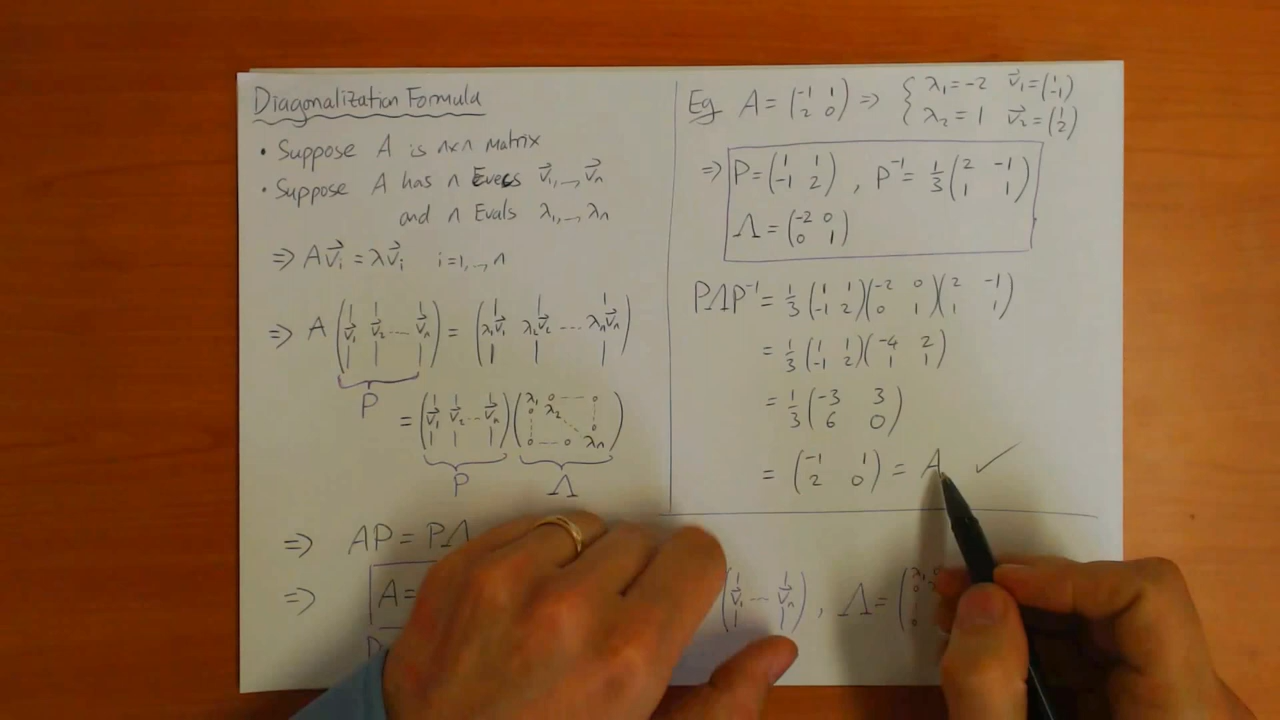 Diagonalization Formula
• Suppose A is n×n Matrix
• Suppose A has n Evecs v⃗₁,...,v⃗ₙ
and n Evals λ₁,...,λₙ
⇒ Av⃗ᵢ = λv⃗ᵢ i=1,...,n
⇒ A ( | | | ; v⃗₁ v⃗₂ ... v⃗ₙ ; | | | ) = ( | | | ; λ₁v⃗₁ λ₂v⃗₂ ... λₙv⃗ₙ ; | | | )
P
= ( | | | ; v⃗₁ v⃗₂ ... v⃗ₙ ; | | | ) ( λ₁ 0 --- 0 ; 0 λ₂ ; 0 ; 0 --- 0 λₙ )
P Λ
⇒ AP = PΛ
⇒ A =
Eg A = (-1 1 ; 2 0) ⇒ { λ₁ = -2 v⃗₁ = (1 ; -1)
λ₂ = 1 v⃗₂ = (1 ; 2)
⇒ P = (1 1 ; -1 2) , P⁻¹ = 1/3 (2 -1 ; 1 1)
Λ = (-2 0 ; 0 1)
PΛP⁻¹ = 1/3 (1 1 ; -1 2) (-2 0 ; 0 1) (2 -1 ; 1 1)
= 1/3 (1 1 ; -1 2) (-4 2 ; 1 1)
= 1/3 (-3 3 ; 6 0)
= (-1 1 ; 2 0) = A ✓
( | | ; v⃗₁ ... v⃗ₙ ; | | ) , Λ = ( λ₁ 0